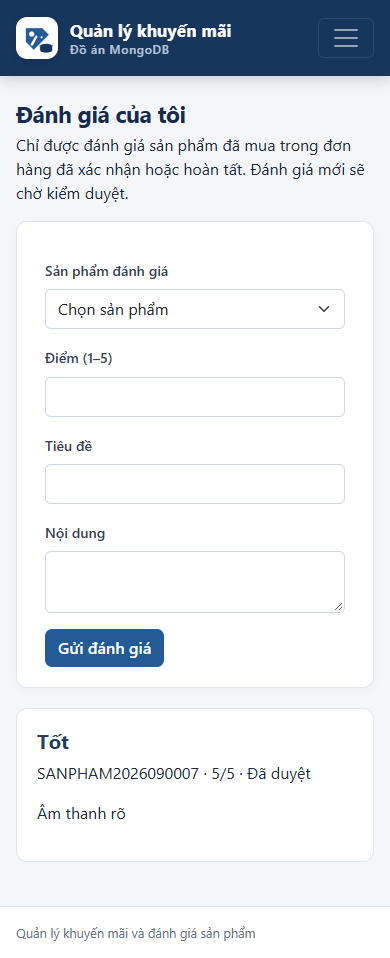 Quản lý khuyến mãi
Đồ án MongoDB
Đánh giá của tôi
Chỉ được đánh giá sản phẩm đã mua trong đơn
hàng đã xác nhận hoặc hoàn tất. Đánh giá mới sẽ
chờ kiểm duyệt.
Sản phẩm đánh giá
Chọn sản phẩm
Điểm (1–5)
Tiêu đề
Nội dung
Gửi đánh giá
Tốt
SANPHAM2026090007 · 5/5 · Đã duyệt
Âm thanh rõ
Quản lý khuyến mãi và đánh giá sản phẩm